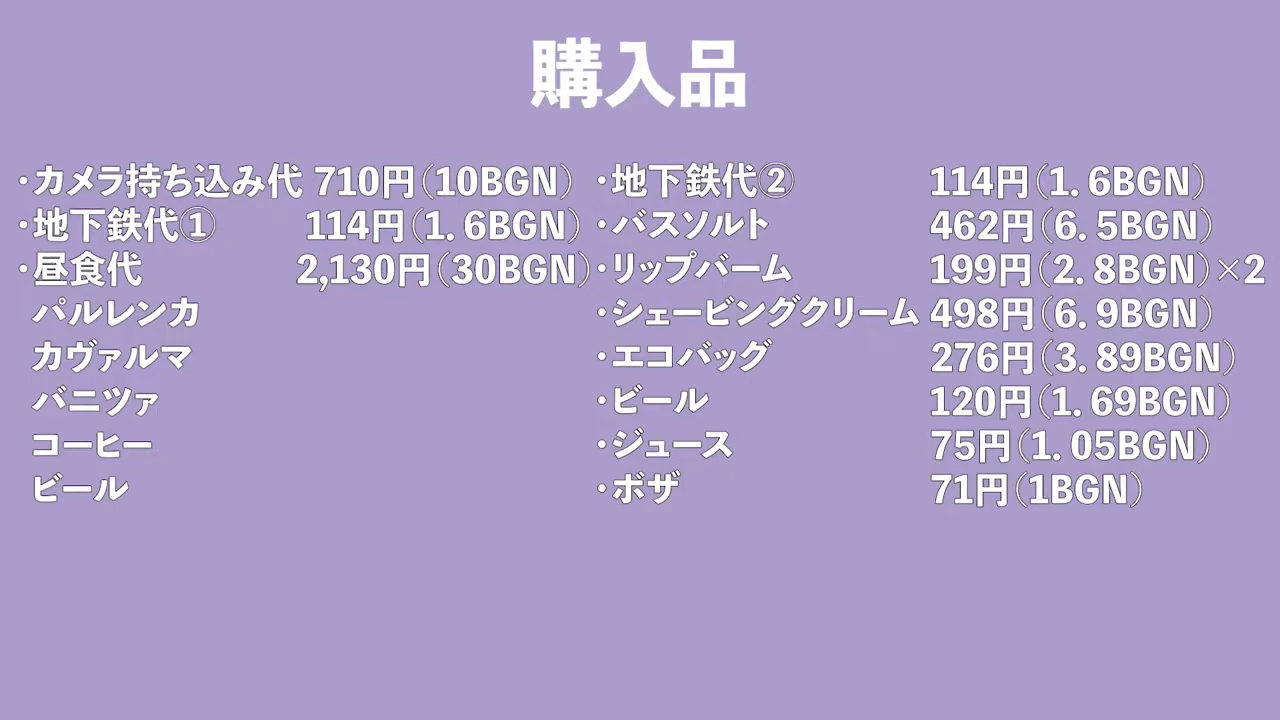 購入品
・カメラ持ち込み代 710円（10BGN）
・地下鉄代① 114円（1.6BGN）
・昼食代 2,130円（30BGN）
パルレンカ
カヴァルマ
バニツァ
コーヒー
ビール
・地下鉄代② 114円（1.6BGN）
・バスソルト 462円（6.5BGN）
・リップバーム 199円（2.8BGN）×2
・シェービングクリーム 498円（6.9BGN）
・エコバッグ 276円（3.89BGN）
・ビール 120円（1.69BGN）
・ジュース 75円（1.05BGN）
・ボザ 71円（1BGN）